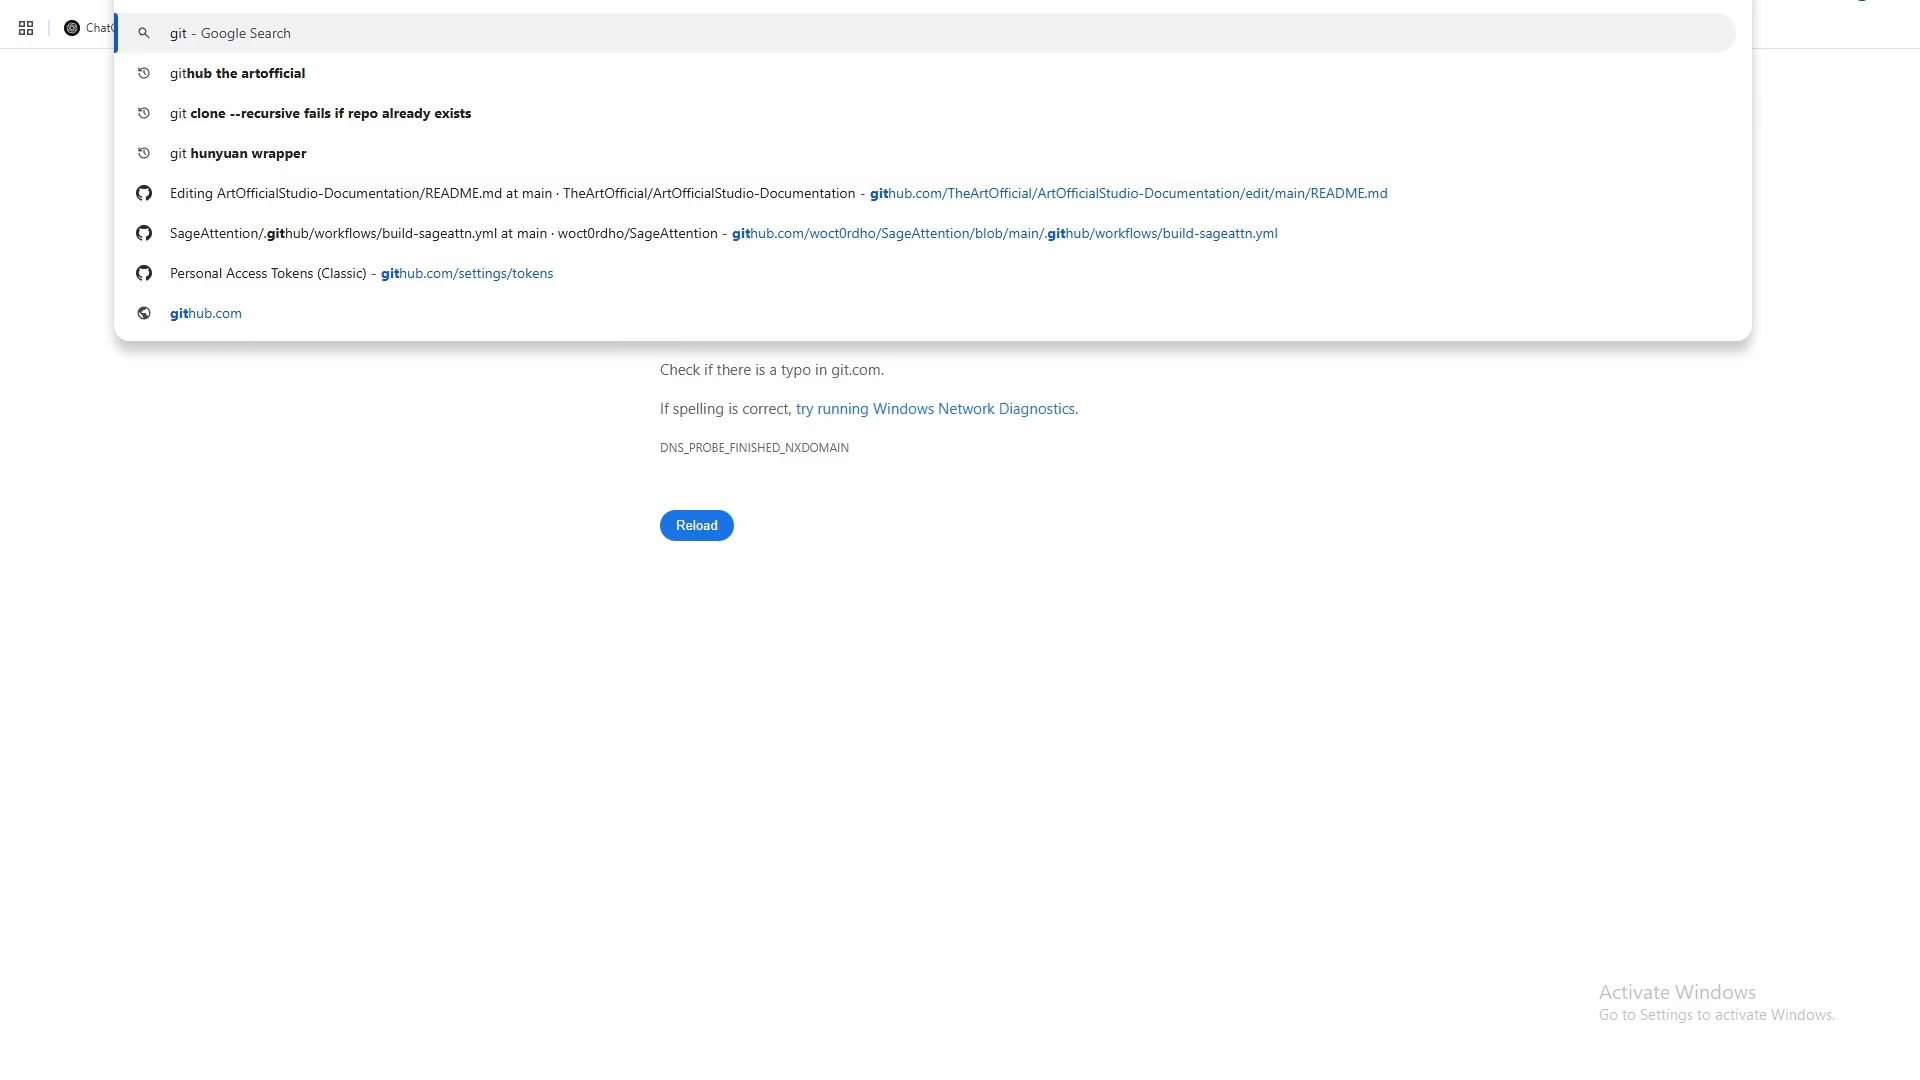 git - Google Search
Chat
github the artofficial
git clone --recursive fails if repo already exists
git hunyuan wrapper
Editing ArtOfficialStudio-Documentation/README.md at main · TheArtOfficial/ArtOfficialStudio-Documentation - github.com/TheArtOfficial/ArtOfficialStudio-Documentation/edit/main/README.md
SageAttention/.github/workflows/build-sageattn.yml at main · woct0rdho/SageAttention - github.com/woct0rdho/SageAttention/blob/main/.github/workflows/build-sageattn.yml
Personal Access Tokens (Classic) - github.com/settings/tokens
github.com
Check if there is a typo in git.com.
If spelling is correct, try running Windows Network Diagnostics.
DNS_PROBE_FINISHED_NXDOMAIN
Reload
Activate Windows
Go to Settings to activate Windows.